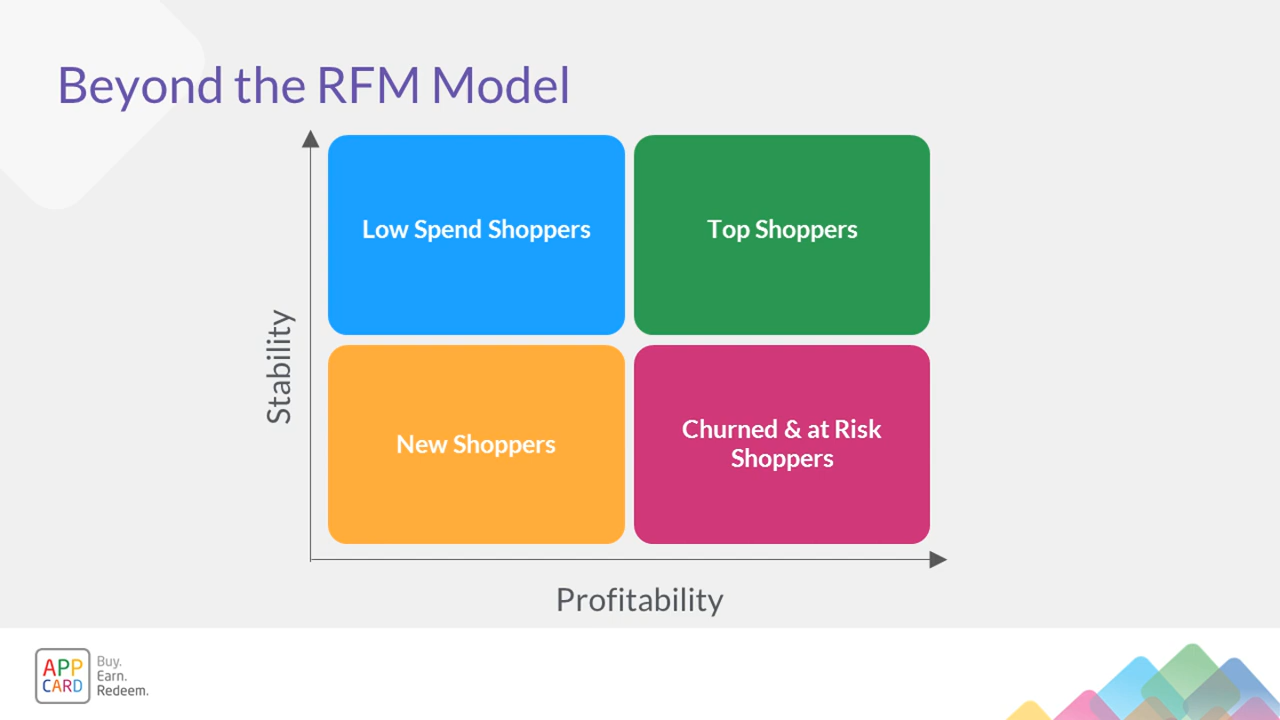 Beyond the RFM Model
Low Spend Shoppers
Top Shoppers
Stability
New Shoppers
Churned & at Risk
Shoppers
Profitability
APP
CARD
Buy.
Earn.
Redeem.